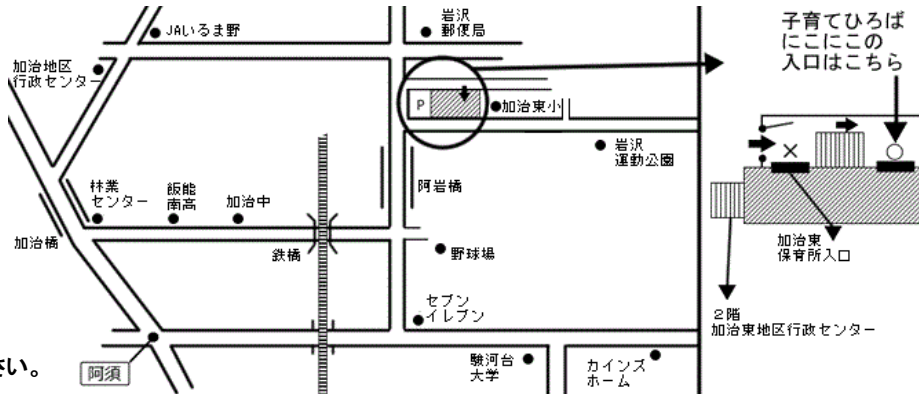 JAいるま野
岩沢
郵便局
加治地区
行政センター
P
加治東小
岩沢
運動公園
阿岩橋
林業
センター
飯能
南高
加治中
加治橋
鉄橋
野球場
セブン
イレブン
阿須
駿河台
大学
カインズ
ホーム
さい。
子育てひろば
にこにこの
入口はこちら
加治東
保育所入口
2階
加治東地区行政センター